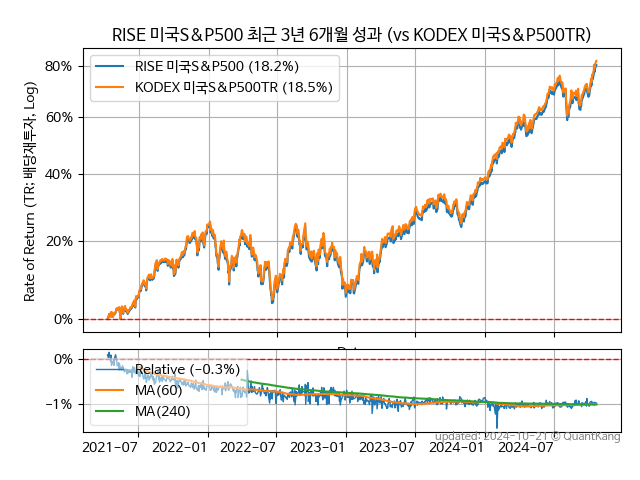 RISE 미국S&P500 최근 3년 6개월 성과 (vs KODEX 미국S&P500TR)
Rate of Return (TR: 배당재투자, Log)
80%
60%
40%
20%
0%
RISE 미국S&P500 (18.2%)
KODEX 미국S&P500TR (18.5%)
0%
−1%
Relative (−0.3%)
MA(60)
MA(240)
2021−07 2022−01 2022−07 2023−01 2023−07 2024−01 2024−07
updated: 2024-10-21 © QuantKang